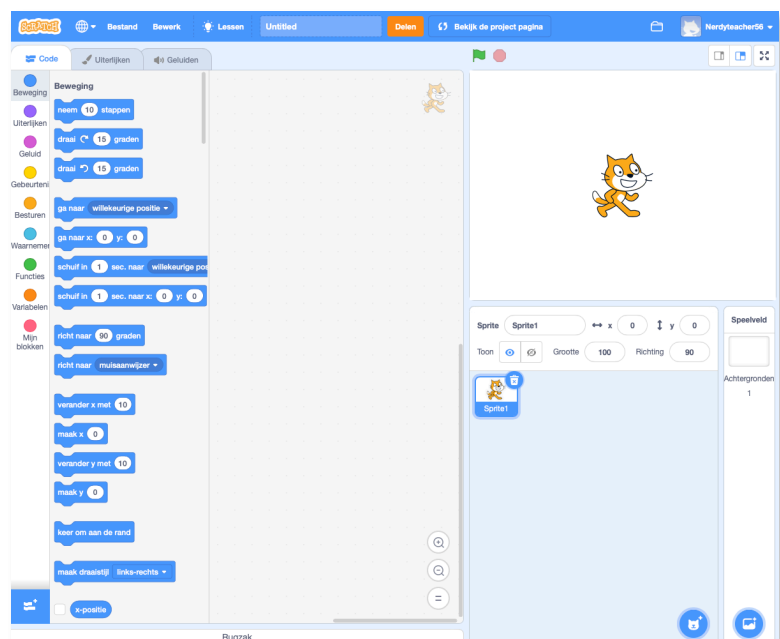 SCRATCH
Bestand
Bewerk
Lessen
Untitled
Delen
Bekijk de project pagina
Nerdyteacher56
Code
Uiterlijken
Geluiden
Beweging
Uiterlijken
Geluid
Gebeurteni
Besturen
Waarnemen
Functies
Variabelen
Mijn
blokken
Beweging
neem 10 stappen
draai 15 graden
draai 15 graden
ga naar willekeurige positie
ga naar x: 0 y: 0
schuif in 1 sec. naar willekeurige pos
schuif in 1 sec. naar x: 0 y: 0
richt naar 90 graden
richt naar muisaanwijzer
verander x met 10
maak x 0
verander y met 10
maak y 0
keer om aan de rand
maak draaistijl links-rechts
x-positie
Rugzak
Sprite Sprite1 x 0 y 0
Toon Grootte 100 Richting 90
Sprite1
Speelveld
Achtergronden
1